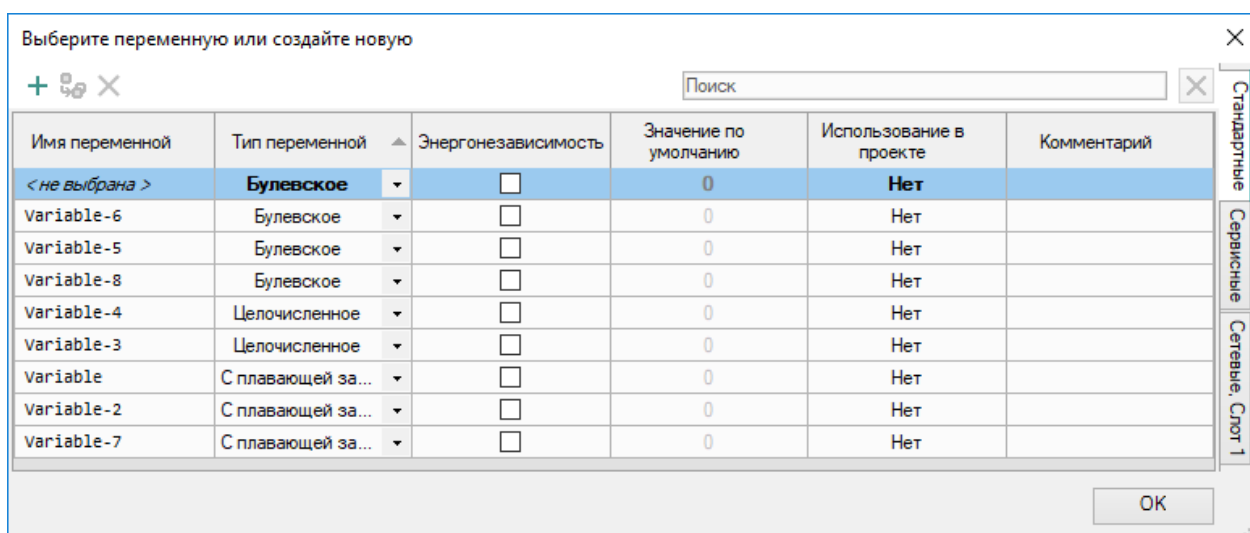 Выберите переменную или создайте новую
Поиск
Имя переменной Тип переменной Энергонезависимость Значение по умолчанию Использование в проекте Комментарий
<не выбрана> Булевское 0 Нет
Variable-6 Булевское 0 Нет
Variable-5 Булевское 0 Нет
Variable-8 Булевское 0 Нет
Variable-4 Целочисленное 0 Нет
Variable-3 Целочисленное 0 Нет
Variable С плавающей за... 0 Нет
Variable-2 С плавающей за... 0 Нет
Variable-7 С плавающей за... 0 Нет
Стандартные
Сервисные
Сетевые, Слот 1
OK